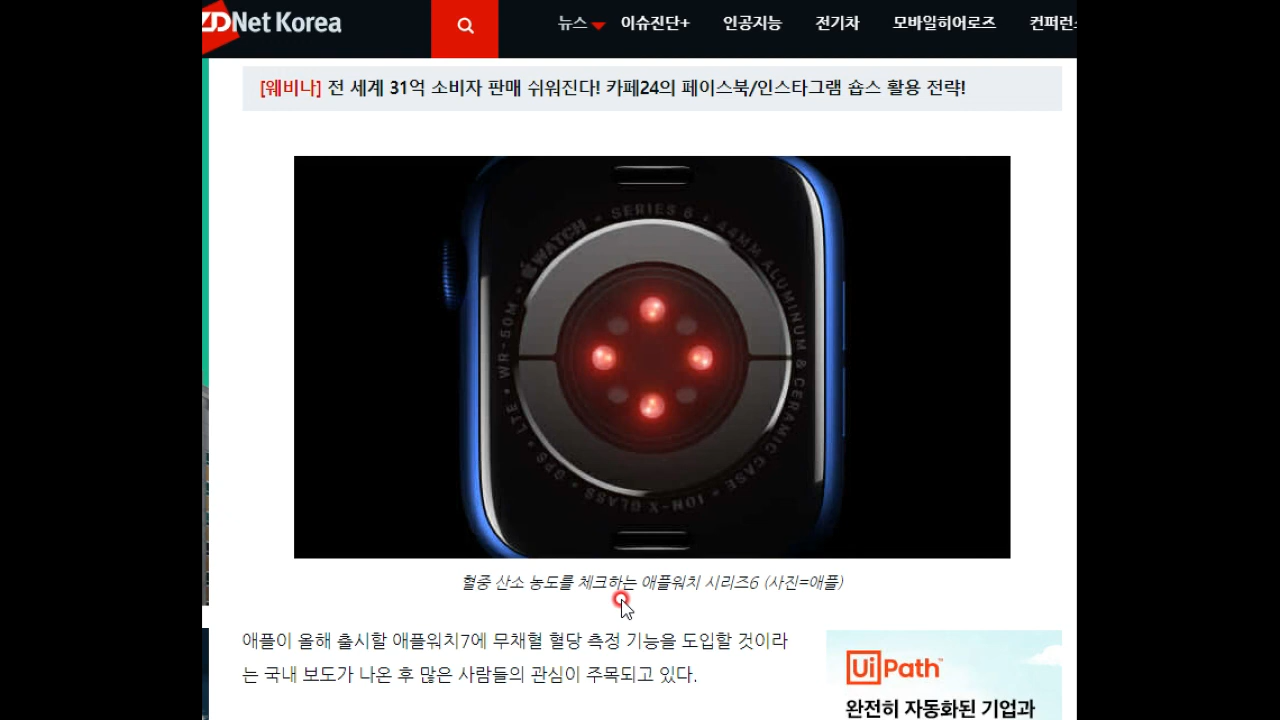 ZDNet Korea
뉴스 이슈진단+ 인공지능 전기차 모바일히어로즈 컨퍼런스
[웨비나] 전 세계 31억 소비자 판매 쉬워진다! 카페24의 페이스북/인스타그램 숍스 활용 전략!
WATCH • SERIES 6 • 44MM ALUMINUM & CERAMIC CASE • ION-X GLASS • GPS • LTE • WR-50M •
혈중 산소 농도를 체크하는 애플워치 시리즈6 (사진=애플)
애플이 올해 출시할 애플워치7에 무채혈 혈당 측정 기능을 도입할 것이라
는 국내 보도가 나온 후 많은 사람들의 관심이 주목되고 있다.
UiPath™
완전히 자동화된 기업과